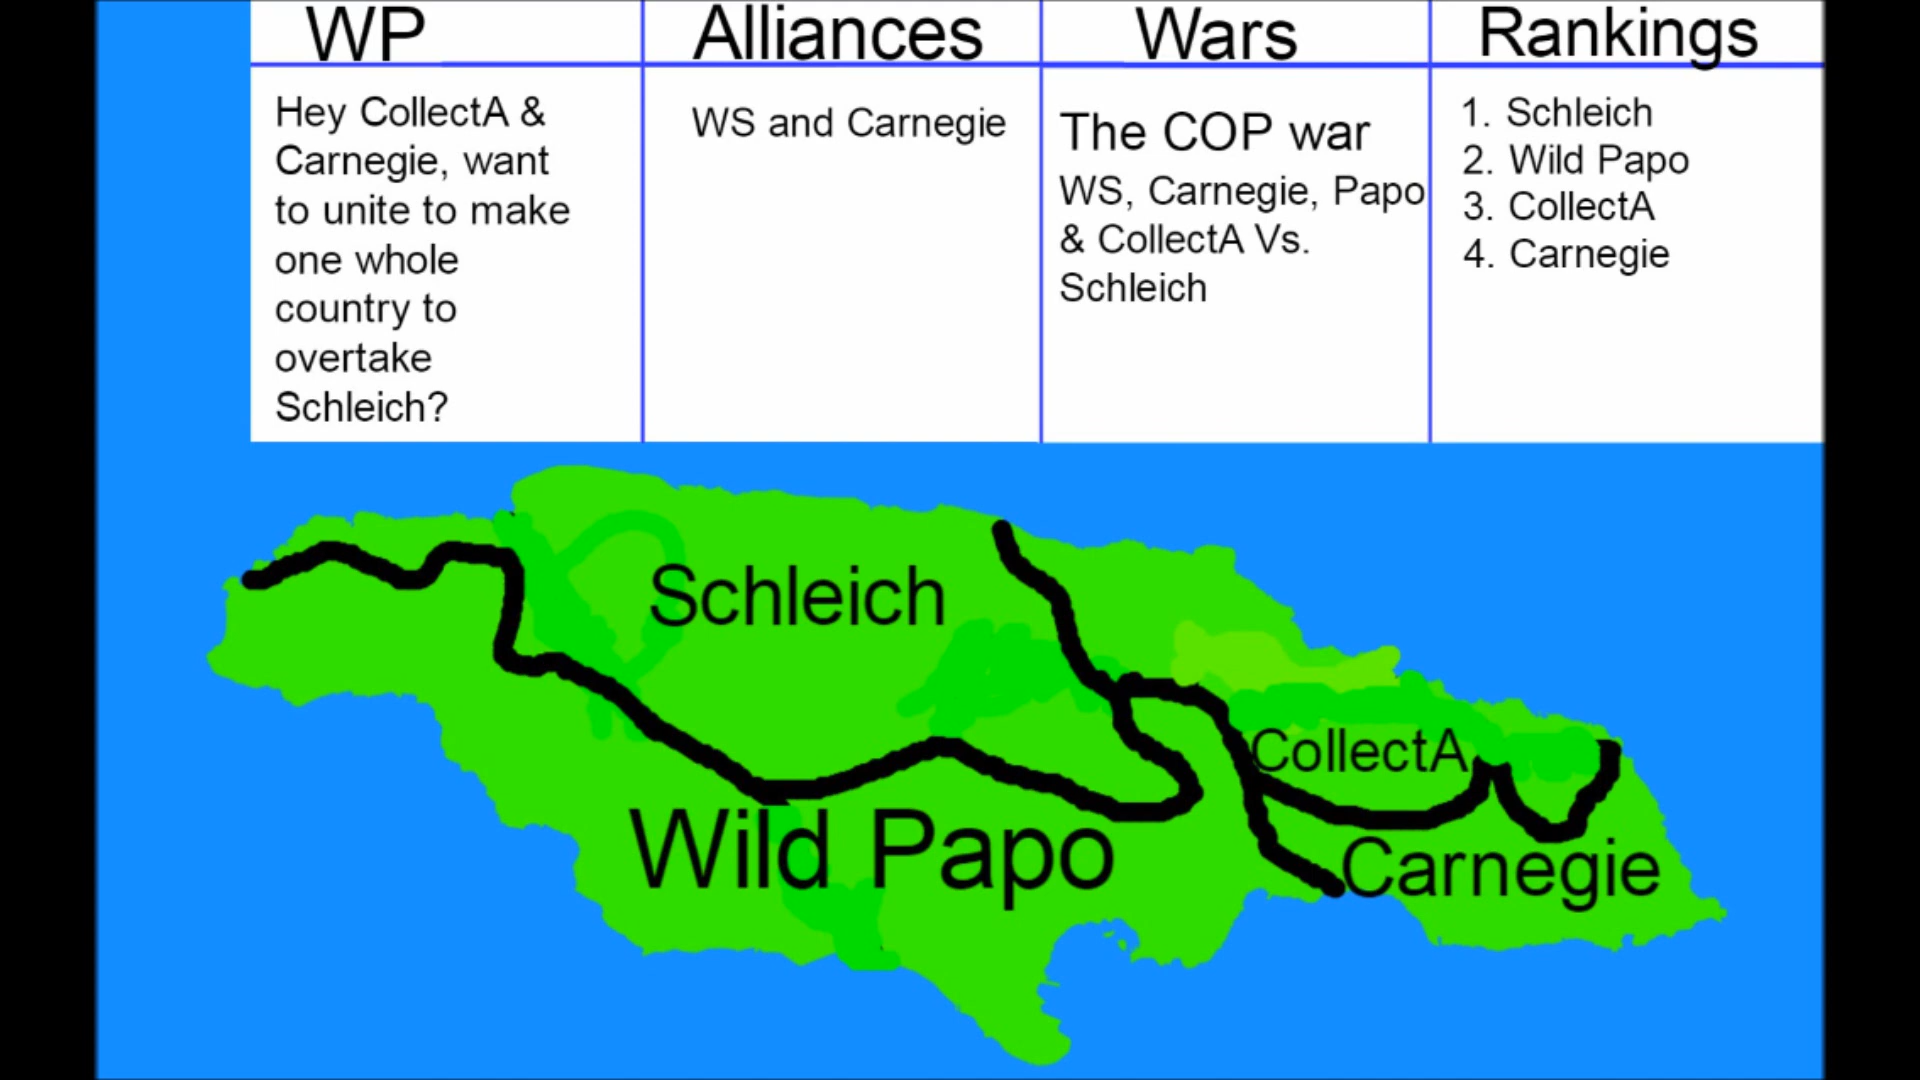 WP
Hey CollectA &
Carnegie, want
to unite to make
one whole
country to
overtake
Schleich?
Alliances
WS and Carnegie
Wars
The COP war
WS, Carnegie, Papo
& CollectA Vs.
Schleich
Rankings
1. Schleich
2. Wild Papo
3. CollectA
4. Carnegie
Schleich
CollectA
Wild Papo
Carnegie